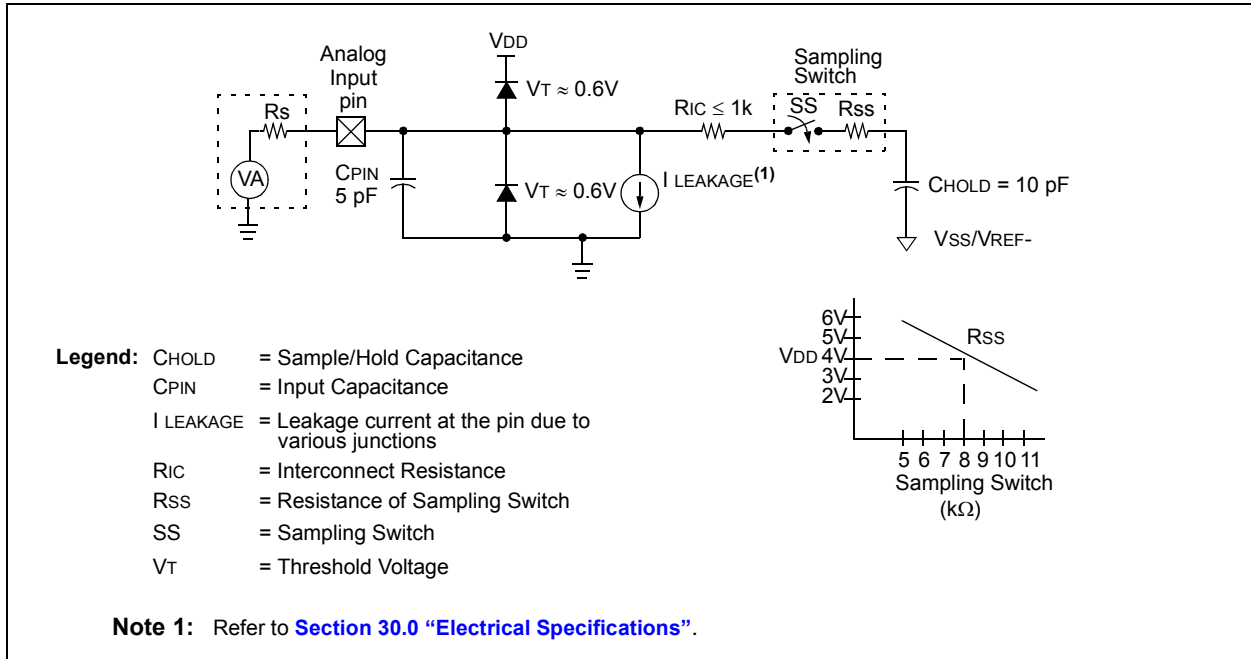 VDD
Analog
Input
pin
Sampling
Switch
VT ≈ 0.6V
Rs
RIC ≤ 1k
SS
Rss
VA
CPIN
5 pF
VT ≈ 0.6V
I LEAKAGE(1)
CHOLD = 10 pF
VSS/VREF-
6V
5V
VDD 4V
3V
2V
RSS
5 6 7 8 9 10 11
Sampling Switch
(kΩ)
Legend: CHOLD = Sample/Hold Capacitance
CPIN = Input Capacitance
I LEAKAGE = Leakage current at the pin due to
various junctions
RIC = Interconnect Resistance
RSS = Resistance of Sampling Switch
SS = Sampling Switch
VT = Threshold Voltage
Note 1: Refer to Section 30.0 “Electrical Specifications”.